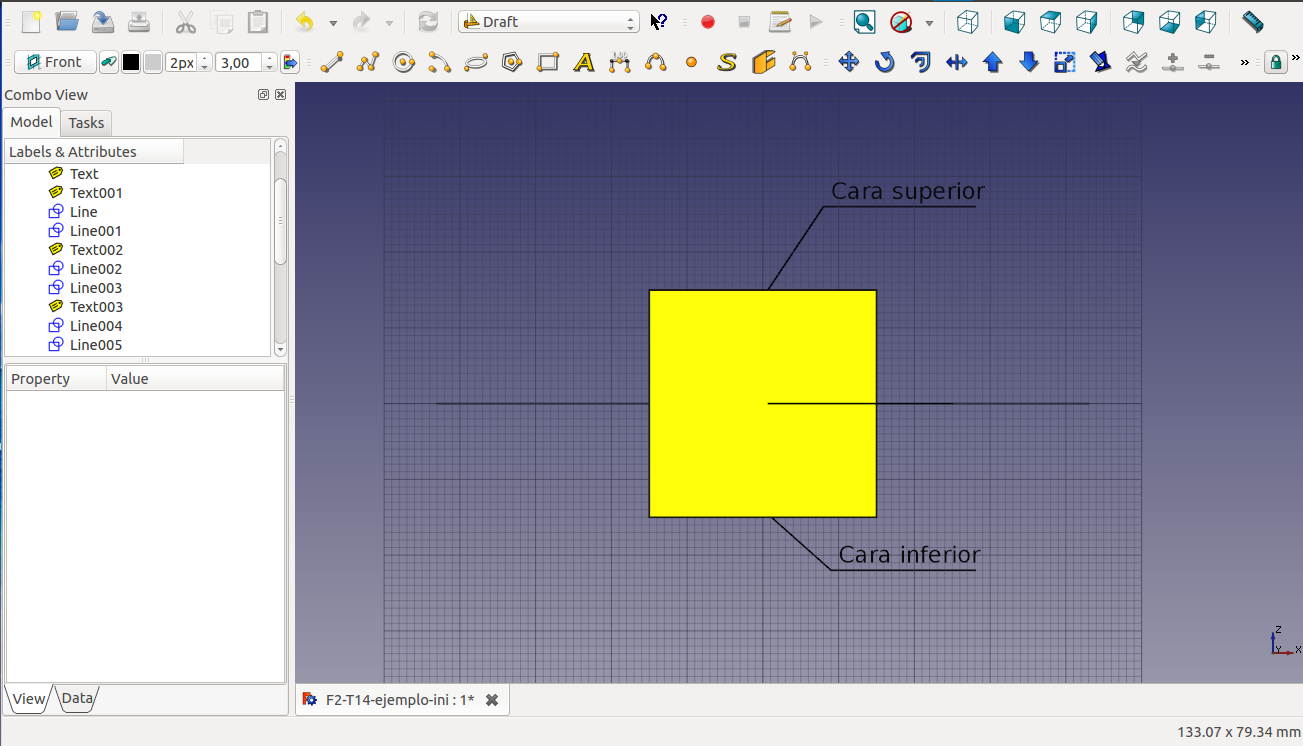 Draft
Front
2px
3,00
Combo View
Model
Tasks
Labels & Attributes
Text
Text001
Line
Line001
Text002
Line002
Line003
Text003
Line004
Line005
Property Value
View
Data
Cara superior
Cara inferior
Z
Y X
F2-T14-ejemplo-ini : 1*
133.07 x 79.34 mm